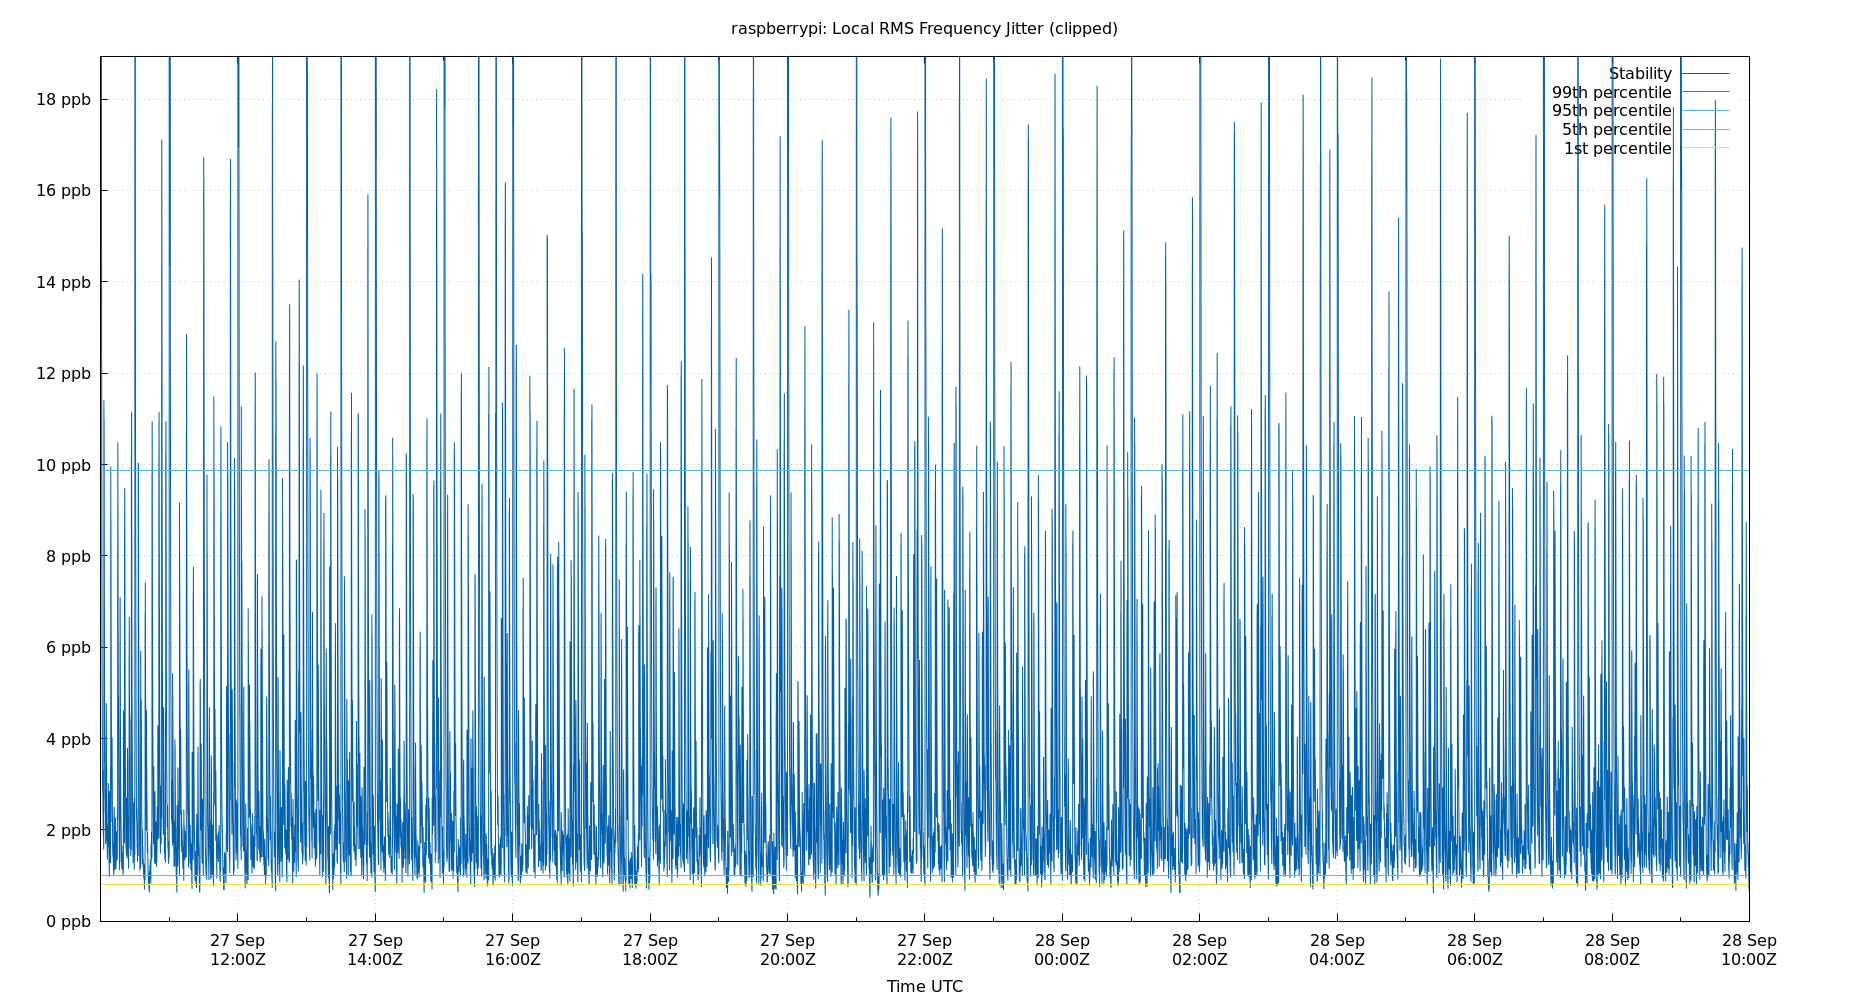 raspberrypi: Local RMS Frequency Jitter (clipped)
Stability
99th percentile
95th percentile
5th percentile
1st percentile
18 ppb
16 ppb
14 ppb
12 ppb
10 ppb
8 ppb
6 ppb
4 ppb
2 ppb
0 ppb
27 Sep 27 Sep 27 Sep 27 Sep 27 Sep 27 Sep 28 Sep 28 Sep 28 Sep 28 Sep 28 Sep 28 Sep
12:00Z 14:00Z 16:00Z 18:00Z 20:00Z 22:00Z 00:00Z 02:00Z 04:00Z 06:00Z 08:00Z 10:00Z
Time UTC